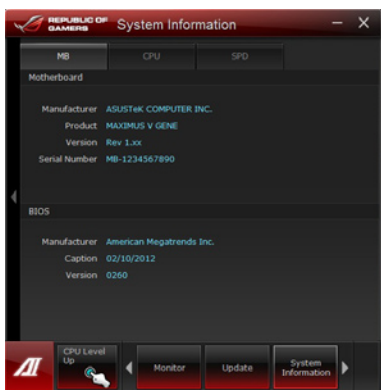 REPUBLIC OF
GAMERS
System Information
MB CPU SPD
Motherboard
Manufacturer ASUSTeK COMPUTER INC.
Product MAXIMUS V GENE
Version Rev 1.xx
Serial Number MB-1234567890
BIOS
Manufacturer American Megatrends Inc.
Caption 02/10/2012
Version 0260
CPU Level
Up
Monitor Update System
Information